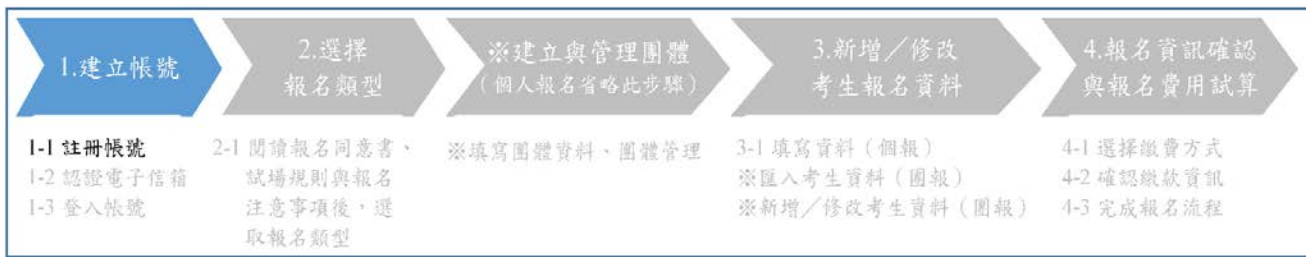 1.建立帳號
1-1 註冊帳號
1-2 認證電子信箱
1-3 登入帳號
2.選擇
報名類型
2-1 閱讀報名同意書、
試場規則與報名
注意事項後，選
取報名類型
※建立與管理團體
（個人報名省略此步驟）
※填寫團體資料、團體管理
3.新增／修改
考生報名資料
3-1 填寫資料（個報）
※匯入考生資料（團報）
※新增／修改考生資料（團報）
4.報名資訊確認
與報名費用試算
4-1 選擇繳費方式
4-2 確認繳款資訊
4-3 完成報名流程